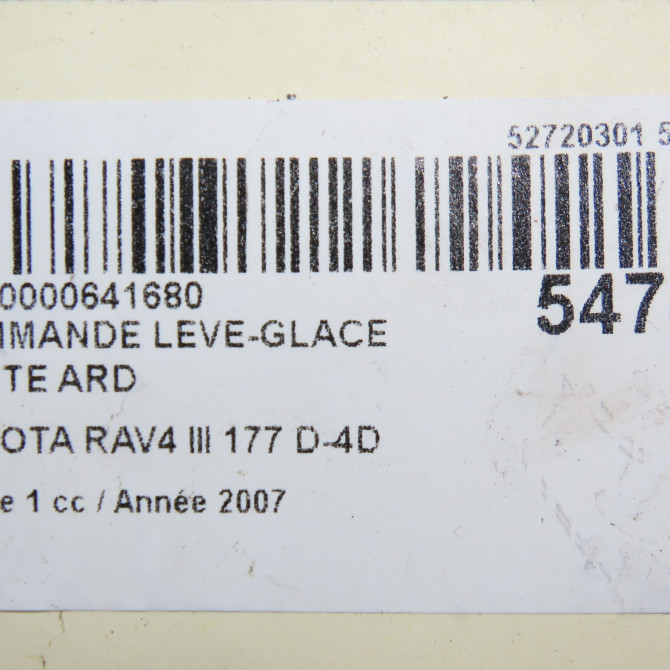 52720301 5
0000641680
547
MMANDE LEVE-GLACE
TE ARD
OTA RAV4 III 177 D-4D
e 1 cc / Année 2007